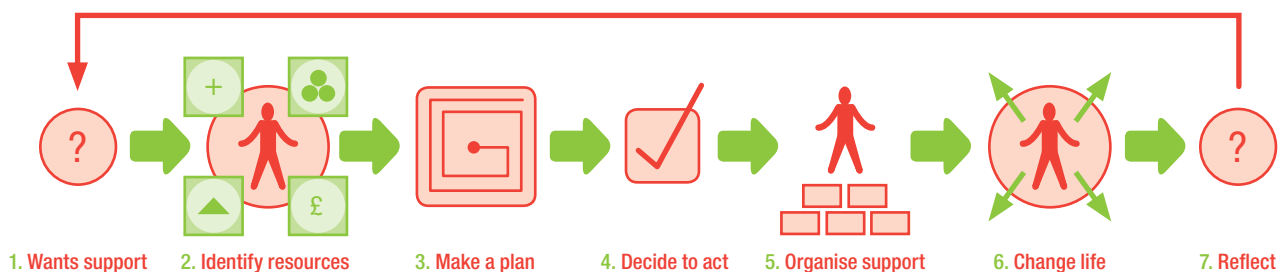 ?
+
£
?
1. Wants support
2. Identify resources
3. Make a plan
4. Decide to act
5. Organise support
6. Change life
7. Reflect